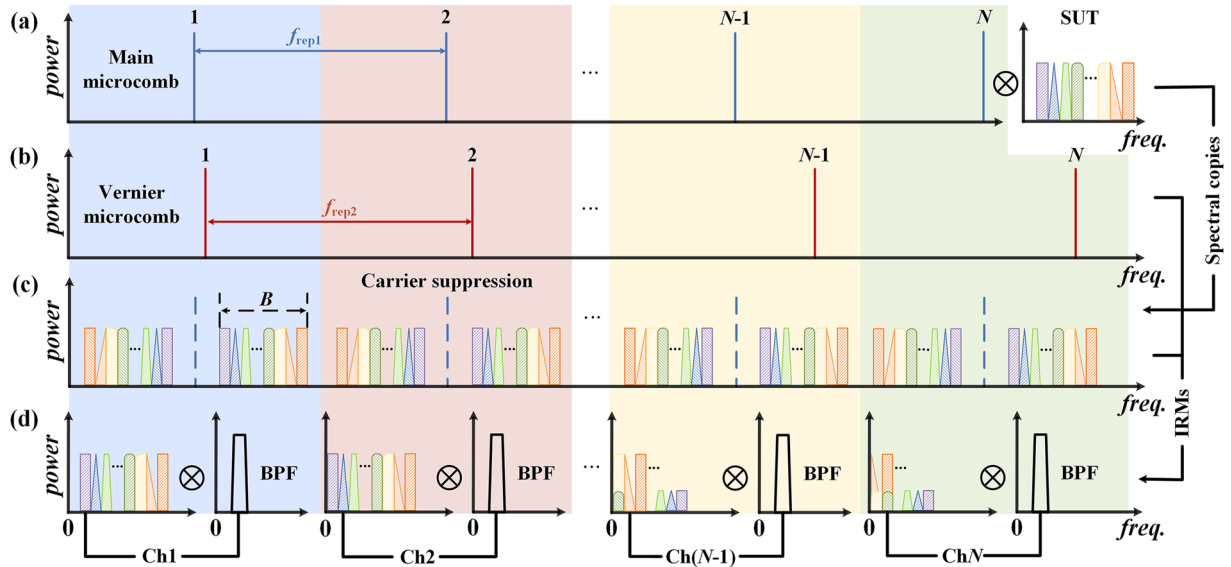 (a)
power
Main
microcomb
1
f_rep1
2
...
N-1
N
SUT
...
freq.
freq.
(b)
power
Vernier
microcomb
1
f_rep2
2
...
N-1
N
freq.
Spectral copies
(c)
power
Carrier suppression
B
... ... ... ... ... ... ... ... ...
freq.
IRMs
(d)
power
... BPF ... BPF ... ... BPF ... BPF
0 0 0 0 0 0 0 0
freq.
Ch1 Ch2 Ch(N-1) ChN